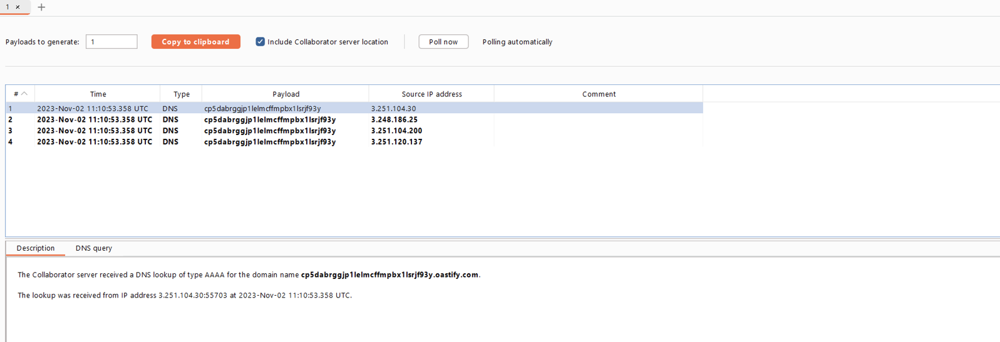 1 × +
Payloads to generate: 1 Copy to clipboard Include Collaborator server location Poll now Polling automatically
# Time Type Payload Source IP address Comment
1 2023-Nov-02 11:10:53.358 UTC DNS cp5dabrggjp1lelmcffmpbx1lsrjf93y 3.251.104.30
2 2023-Nov-02 11:10:53.358 UTC DNS cp5dabrggjp1lelmcffmpbx1lsrjf93y 3.248.186.25
3 2023-Nov-02 11:10:53.358 UTC DNS cp5dabrggjp1lelmcffmpbx1lsrjf93y 3.251.104.200
4 2023-Nov-02 11:10:53.358 UTC DNS cp5dabrggjp1lelmcffmpbx1lsrjf93y 3.251.120.137
Description DNS query
The Collaborator server received a DNS lookup of type AAAA for the domain name cp5dabrggjp1lelmcffmpbx1lsrjf93y.oastify.com.
The lookup was received from IP address 3.251.104.30:55703 at 2023-Nov-02 11:10:53.358 UTC.